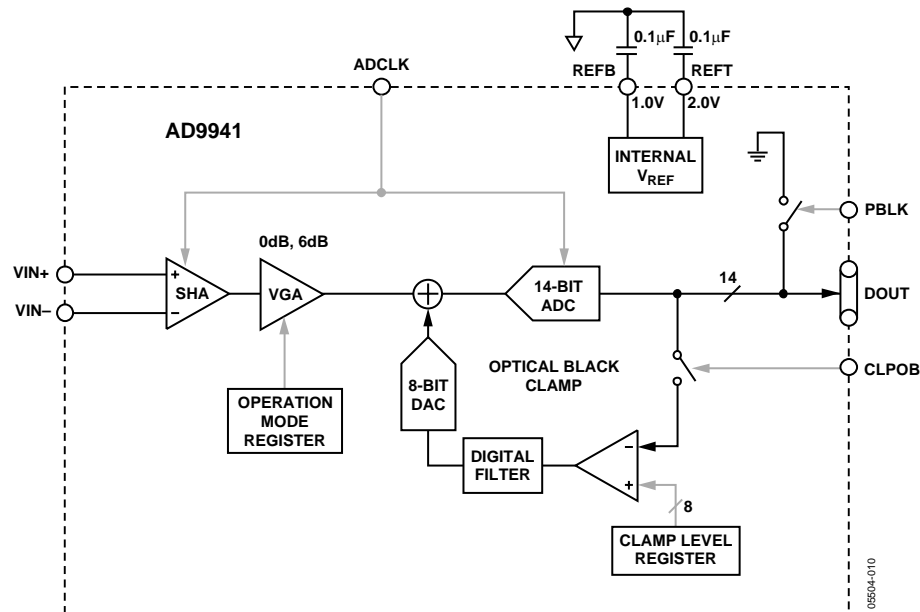 0.1μF
0.1μF
ADCLK
REFB
REFT
1.0V
2.0V
AD9941
INTERNAL
VREF
PBLK
0dB, 6dB
VIN+
+
SHA
VGA
14-BIT
ADC
14
DOUT
VIN–
–
OPTICAL BLACK
CLAMP
CLPOB
8-BIT
DAC
OPERATION
MODE
REGISTER
DIGITAL
FILTER
–
+
8
CLAMP LEVEL
REGISTER
05504-010